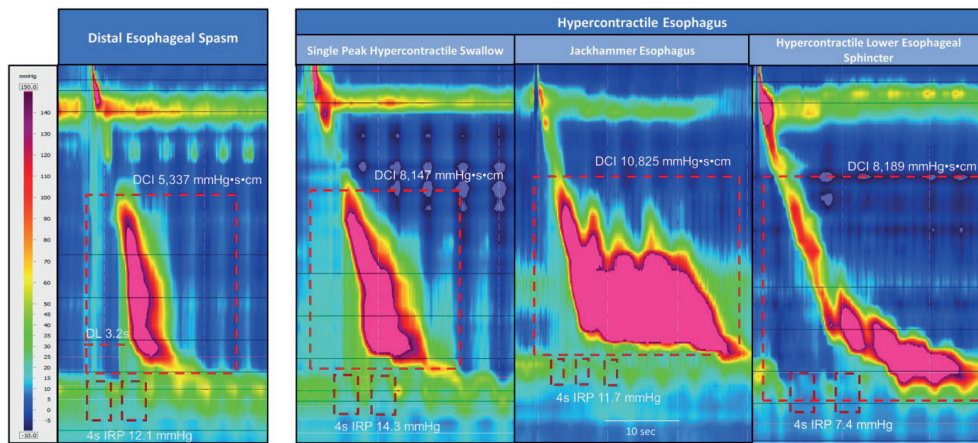 Distal Esophageal Spasm
Hypercontractile Esophagus
Single Peak Hypercontractile Swallow
Jackhammer Esophagus
Hypercontractile Lower Esophageal
Sphincter
mmHg
150.0
140
130
120
110
100
90
80
70
60
50
45
40
35
30
25
20
15
10
5
0
-5
-10.0
DCI 5,337 mmHg•s•cm
DL 3.2s
4s IRP 12.1 mmHg
DCI 8,147 mmHg•s•cm
4s IRP 14.3 mmHg
DCI 10,825 mmHg•s•cm
4s IRP 11.7 mmHg
10 sec
DCI 8,189 mmHg•s•cm
4s IRP 7.4 mmHg